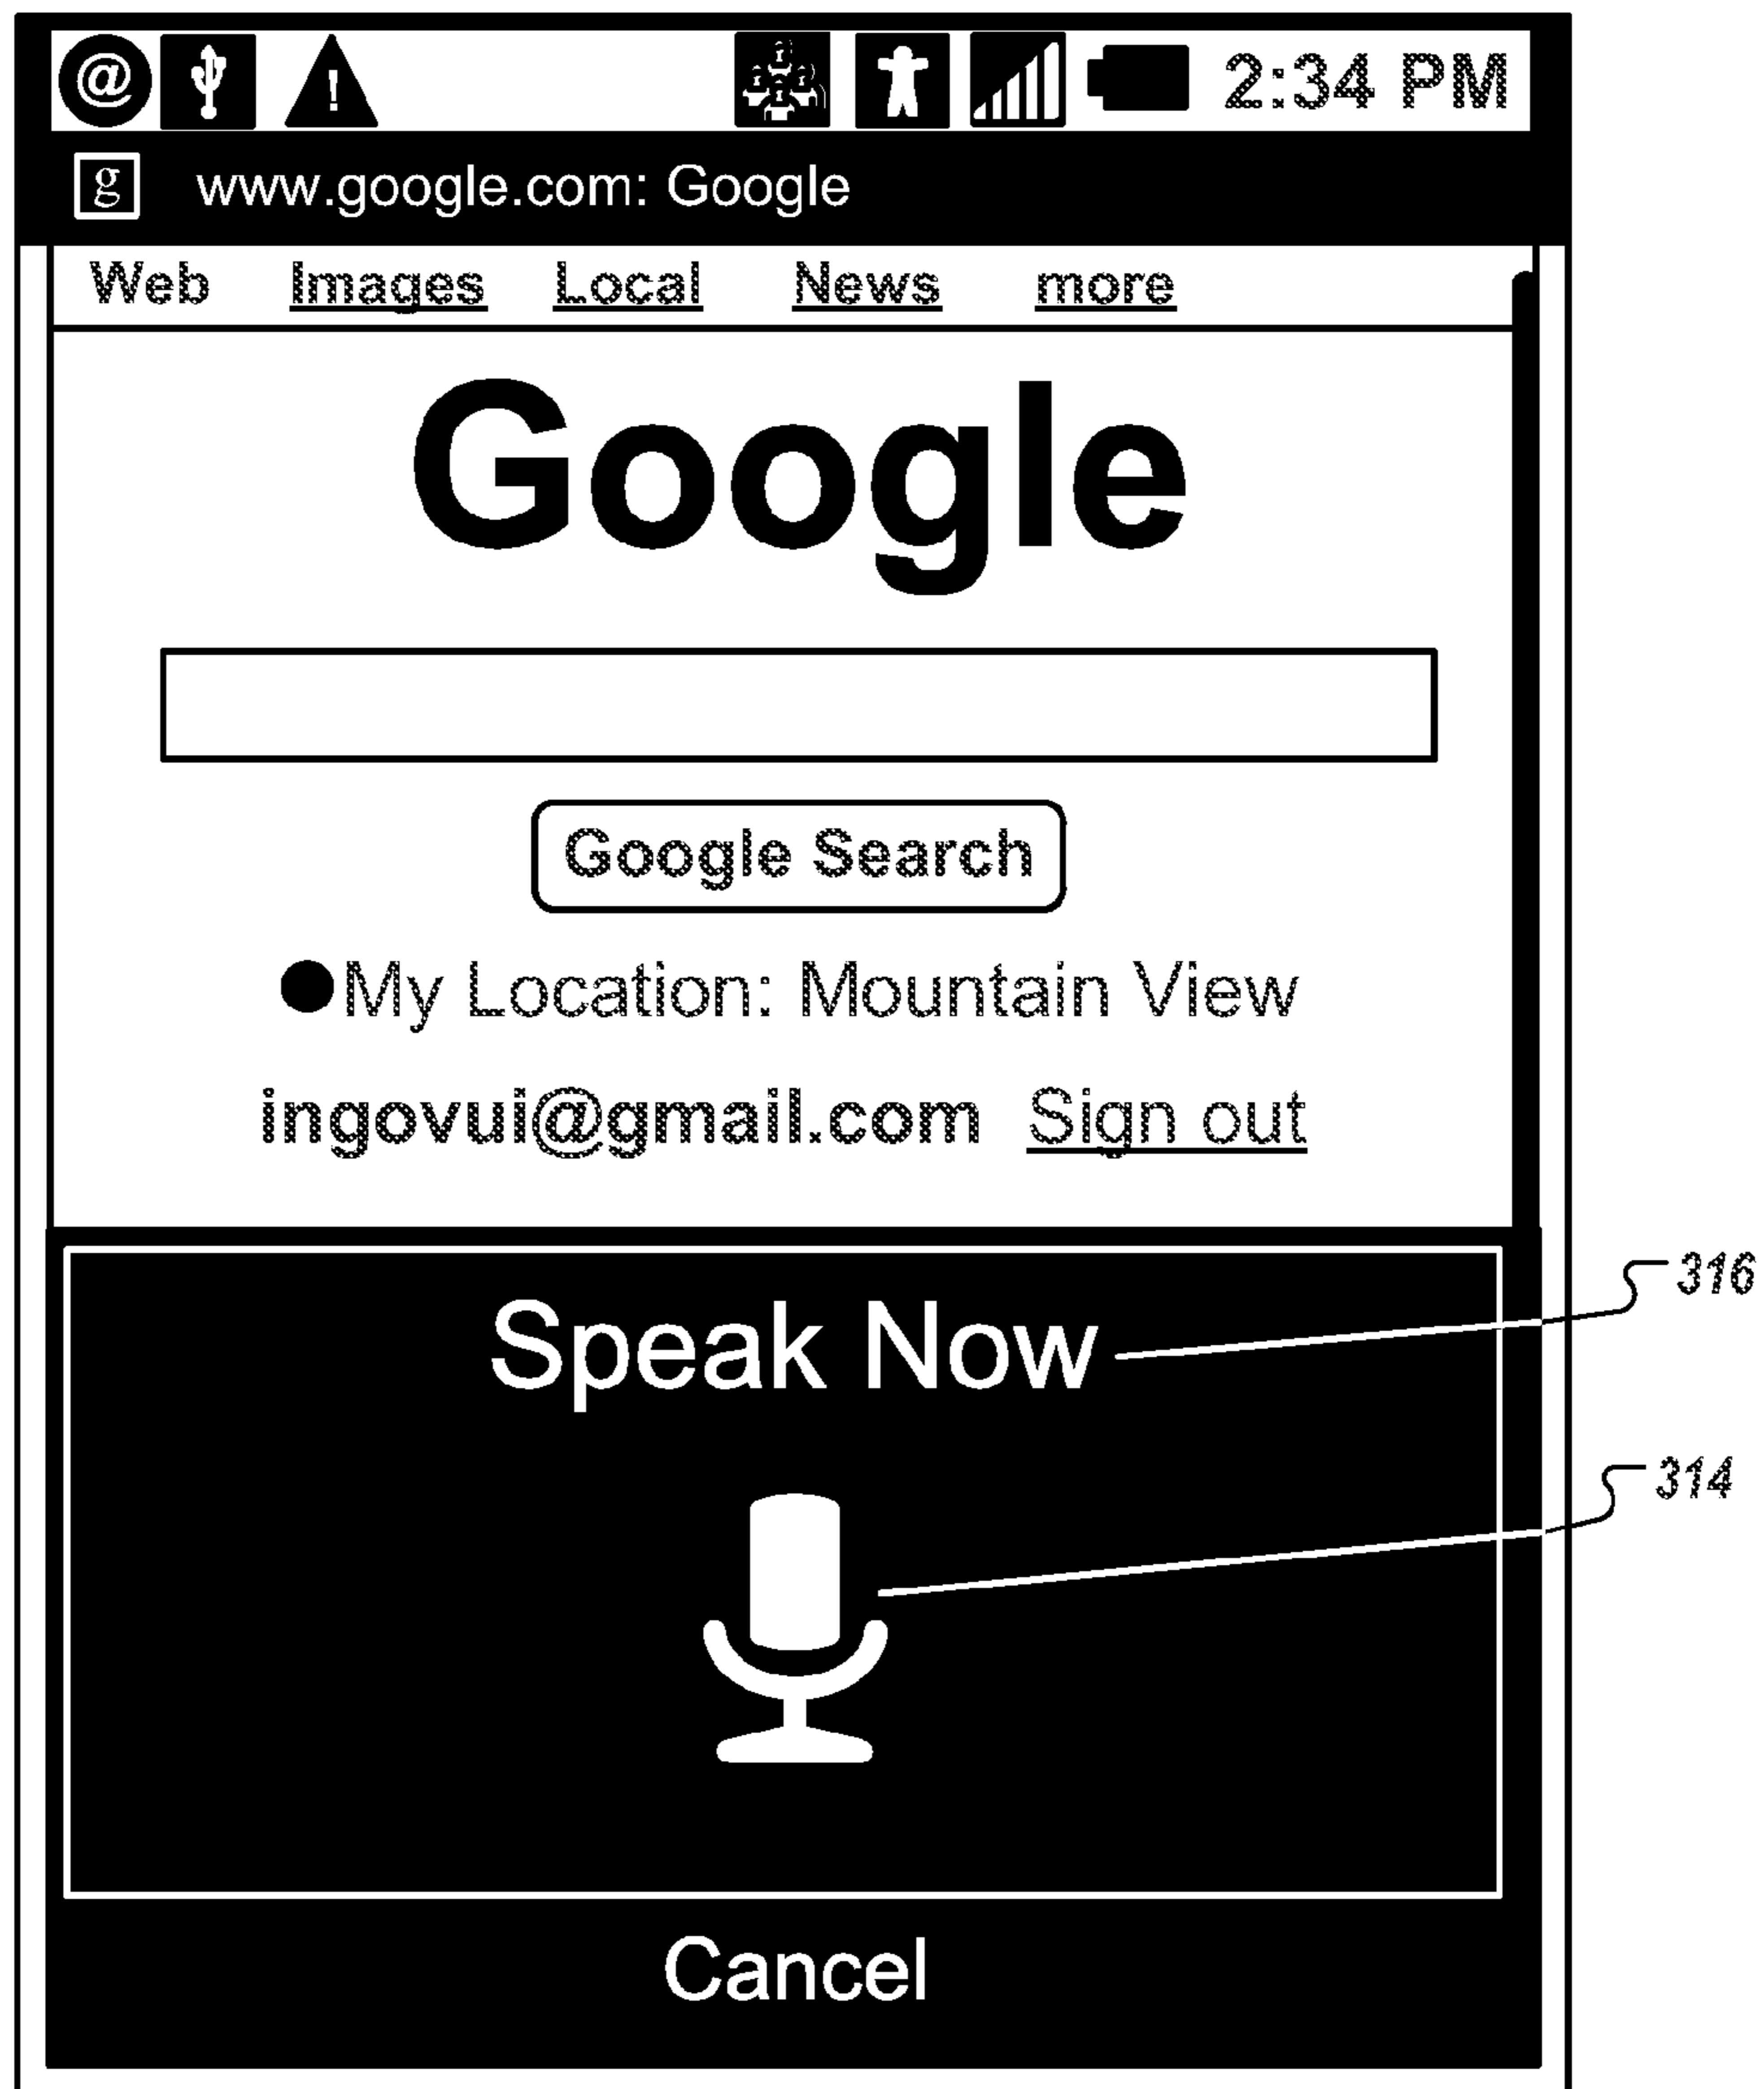 @ ! 2:34 PM
g www.google.com: Google
Web Images Local News more
Google
Google Search
My Location: Mountain View
ingovui@gmail.com Sign out
Speak Now
316
314
Cancel